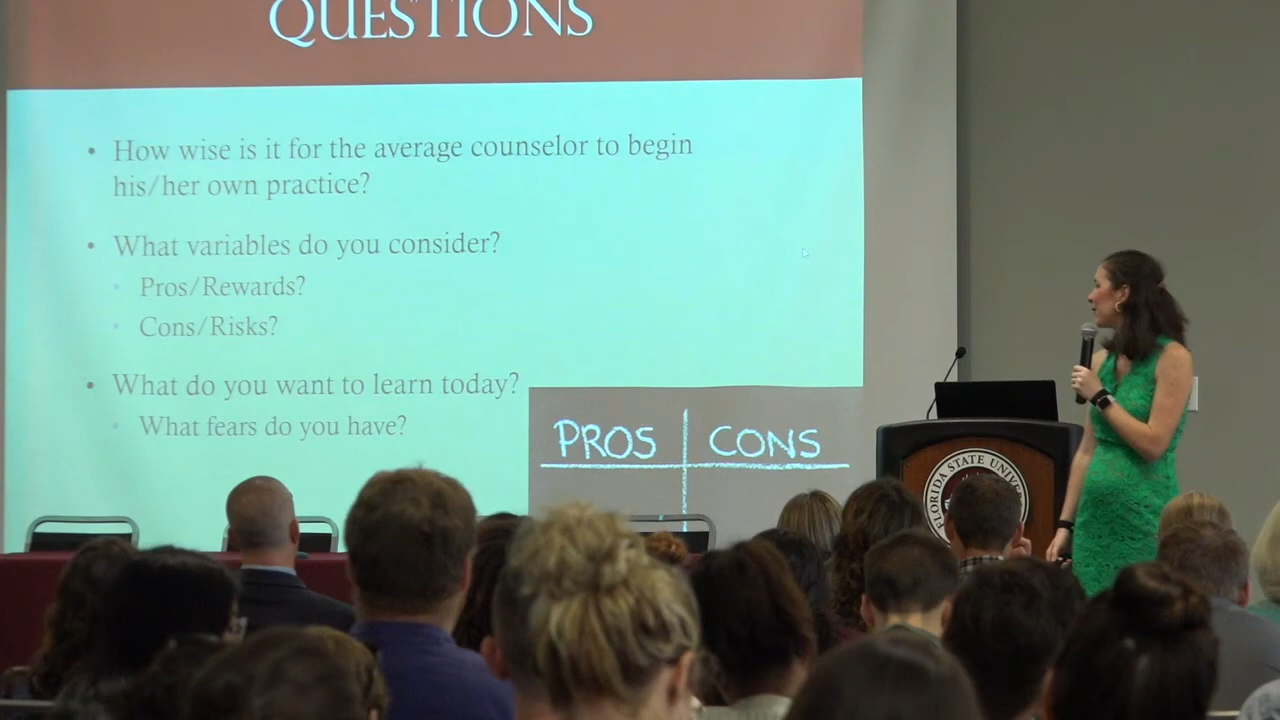 QUESTIONS
How wise is it for the average counselor to begin
his/her own practice?
What variables do you consider?
Pros/Rewards?
Cons/Risks?
What do you want to learn today?
What fears do you have?
PROS CONS
FLORIDA STATE UNIVER